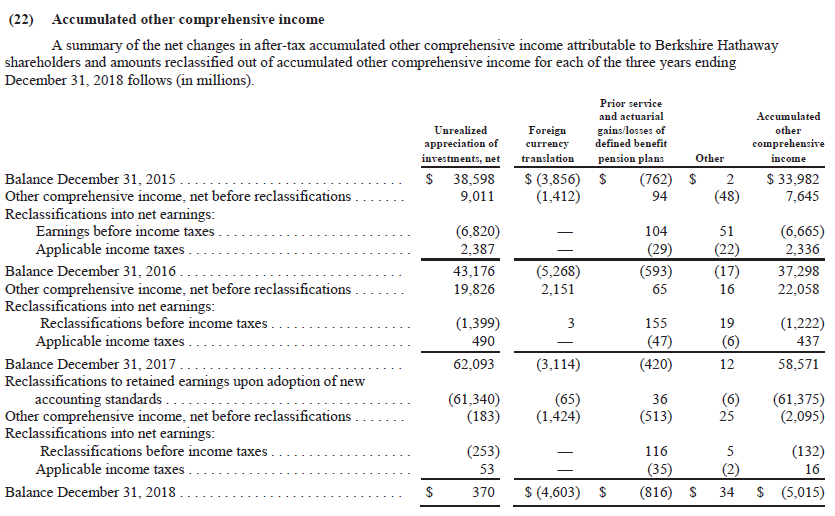 (22) Accumulated other comprehensive income
A summary of the net changes in after-tax accumulated other comprehensive income attributable to Berkshire Hathaway
shareholders and amounts reclassified out of accumulated other comprehensive income for each of the three years ending
December 31, 2018 follows (in millions).
Prior service
and actuarial Accumulated
Unrealized Foreign gains/losses of other
appreciation of currency defined benefit comprehensive
investments, net translation pension plans Other income
Balance December 31, 2015 . . . . . . . . . . . . . . . . . . . . . . . . . . . . . . $ 38,598 $ (3,856) $ (762) $ 2 $ 33,982
Other comprehensive income, net before reclassifications . . . . . . . 9,011 (1,412) 94 (48) 7,645
Reclassifications into net earnings:
Earnings before income taxes . . . . . . . . . . . . . . . . . . . . . . . . . . (6,820) — 104 51 (6,665)
Applicable income taxes . . . . . . . . . . . . . . . . . . . . . . . . . . . . . . 2,387 — (29) (22) 2,336
Balance December 31, 2016 . . . . . . . . . . . . . . . . . . . . . . . . . . . . . . 43,176 (5,268) (593) (17) 37,298
Other comprehensive income, net before reclassifications . . . . . . . 19,826 2,151 65 16 22,058
Reclassifications into net earnings:
Reclassifications before income taxes . . . . . . . . . . . . . . . . . . . (1,399) 3 155 19 (1,222)
Applicable income taxes . . . . . . . . . . . . . . . . . . . . . . . . . . . . . . 490 — (47) (6) 437
Balance December 31, 2017 . . . . . . . . . . . . . . . . . . . . . . . . . . . . . . 62,093 (3,114) (420) 12 58,571
Reclassifications to retained earnings upon adoption of new
accounting standards . . . . . . . . . . . . . . . . . . . . . . . . . . . . . . . . (61,340) (65) 36 (6) (61,375)
Other comprehensive income, net before reclassifications . . . . . . . (183) (1,424) (513) 25 (2,095)
Reclassifications into net earnings:
Reclassifications before income taxes . . . . . . . . . . . . . . . . . . . (253) — 116 5 (132)
Applicable income taxes . . . . . . . . . . . . . . . . . . . . . . . . . . . . . . 53 — (35) (2) 16
Balance December 31, 2018 . . . . . . . . . . . . . . . . . . . . . . . . . . . . . . $ 370 $ (4,603) $ (816) $ 34 $ (5,015)